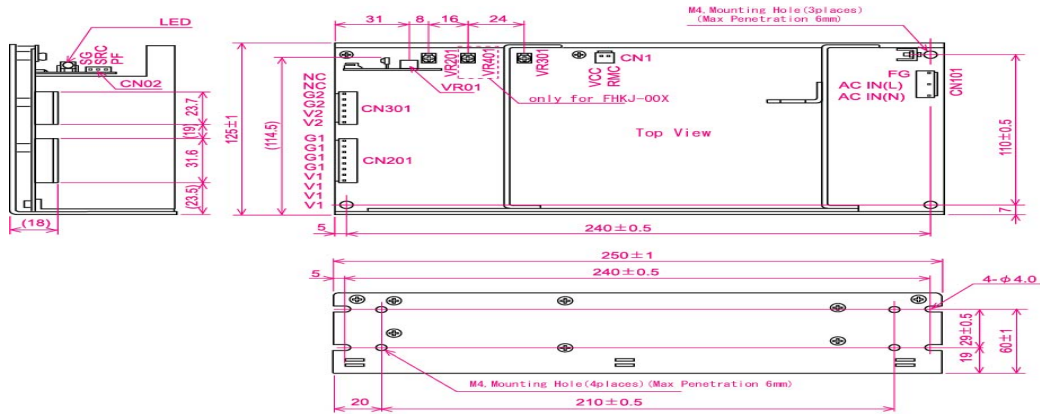 LED
SG
SRC
PF
CN02
23.7
(19)
31.6
(23.5)
(18)
31
8
16
24
M4. Mounting Hole(3places)
(Max Penetration 6mm)
125±1
(114.5)
VR201
VR401
VR301
VR01
only for FHKJ-00X
CN1
VCC
RMC
NC
NC
G2
G2
V2
V2
CN301
G1
G1
G1
G1
V1
V1
V1
V1
CN201
Top View
FG
AC IN(L)
AC IN(N)
CN101
110±0.5
7
5
240±0.5
250±1
5
240±0.5
4-φ4.0
29±0.5
19
60±1
M4. Mounting Hole(4places)(Max Penetration 6mm)
20
210±0.5